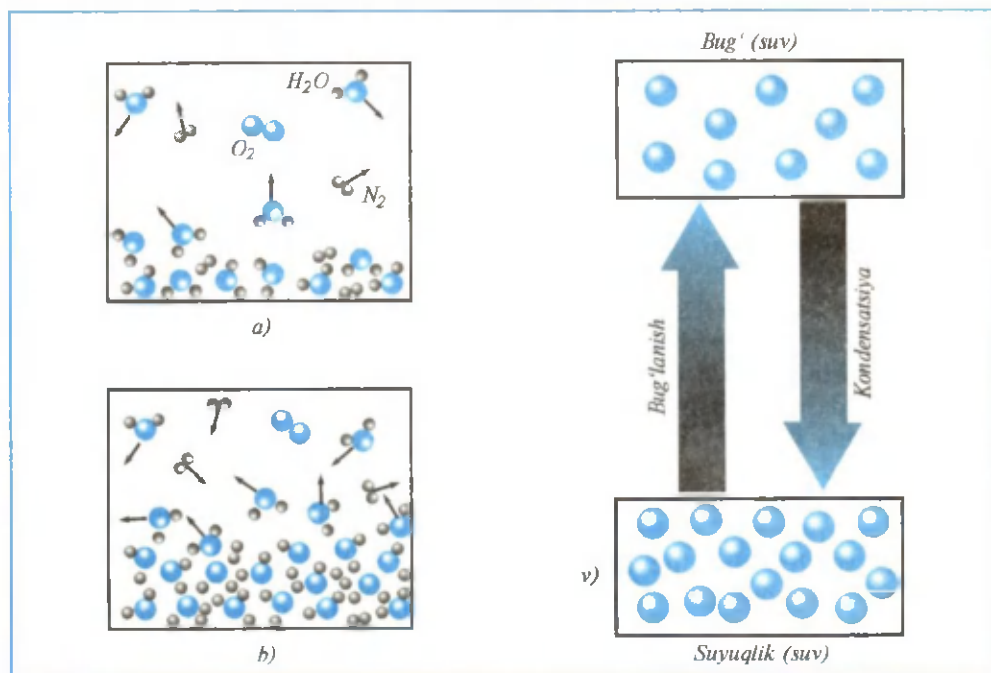 H₂O
O₂
N₂
a)
b)
Bug‘ (suv)
Bug‘lanish
Kondensatsiya
v)
Suyuqlik (suv)